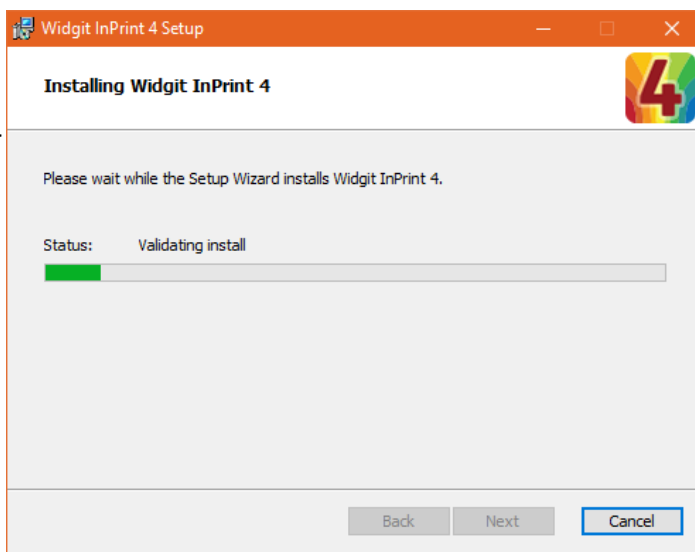 Widgit InPrint 4 Setup
Installing Widgit InPrint 4
4
Please wait while the Setup Wizard installs Widgit InPrint 4.
Status: Validating install
Back Next Cancel